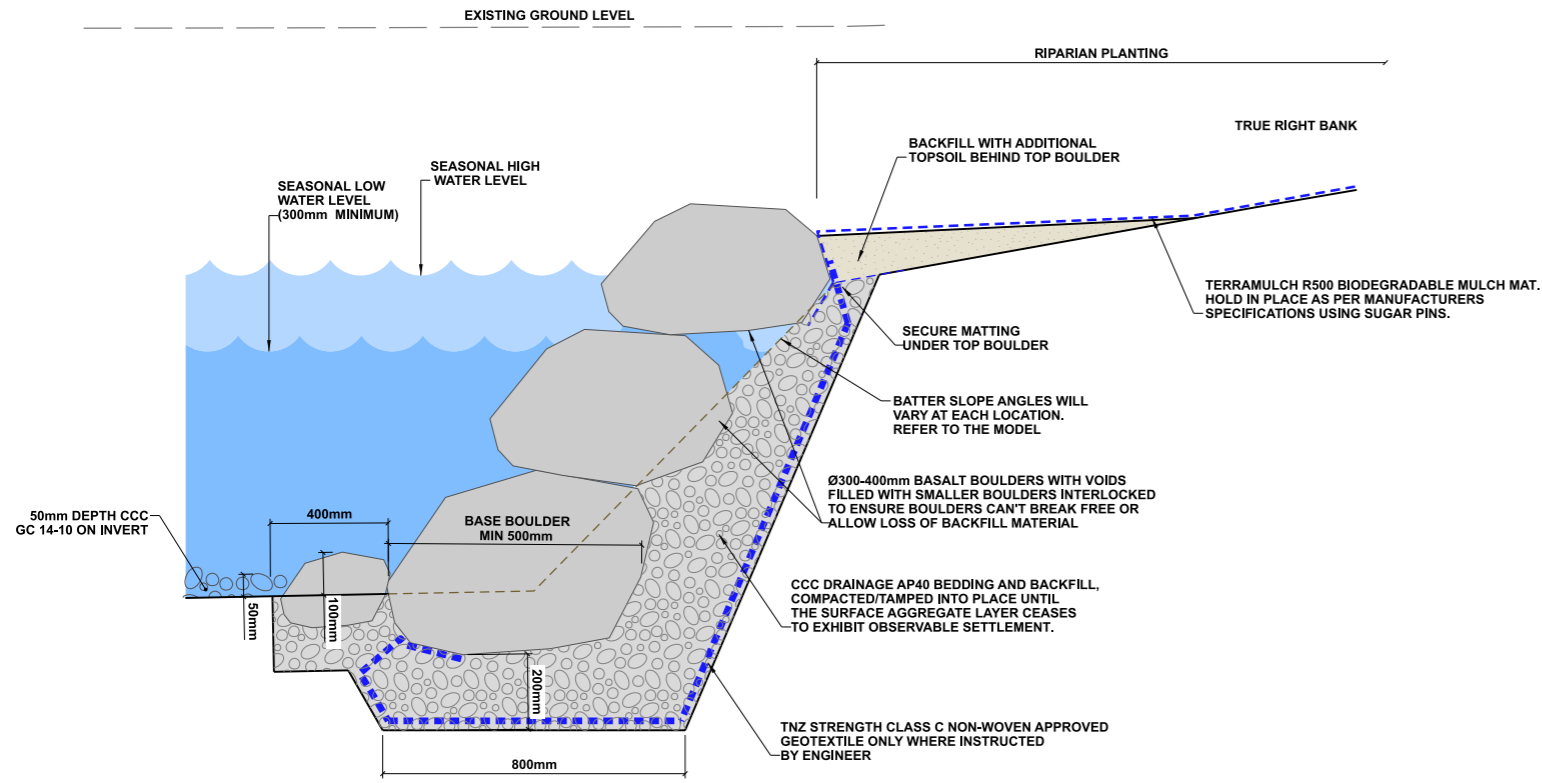 EXISTING GROUND LEVEL
RIPARIAN PLANTING
TRUE RIGHT BANK
BACKFILL WITH ADDITIONAL
TOPSOIL BEHIND TOP BOULDER
SEASONAL HIGH
WATER LEVEL
SEASONAL LOW
WATER LEVEL
(300mm MINIMUM)
TERRAMULCH R500 BIODEGRADABLE MULCH MAT.
HOLD IN PLACE AS PER MANUFACTURERS
SPECIFICATIONS USING SUGAR PINS.
SECURE MATTING
UNDER TOP BOULDER
BATTER SLOPE ANGLES WILL
VARY AT EACH LOCATION.
REFER TO THE MODEL
Ø300-400mm BASALT BOULDERS WITH VOIDS
FILLED WITH SMALLER BOULDERS INTERLOCKED
TO ENSURE BOULDERS CAN'T BREAK FREE OR
ALLOW LOSS OF BACKFILL MATERIAL
50mm DEPTH CCC
GC 14-10 ON INVERT
400mm
BASE BOULDER
MIN 500mm
CCC DRAINAGE AP40 BEDDING AND BACKFILL,
COMPACTED/TAMPED INTO PLACE UNTIL
THE SURFACE AGGREGATE LAYER CEASES
TO EXHIBIT OBSERVABLE SETTLEMENT.
50mm
100mm
200mm
TNZ STRENGTH CLASS C NON-WOVEN APPROVED
GEOTEXTILE ONLY WHERE INSTRUCTED
BY ENGINEER
800mm